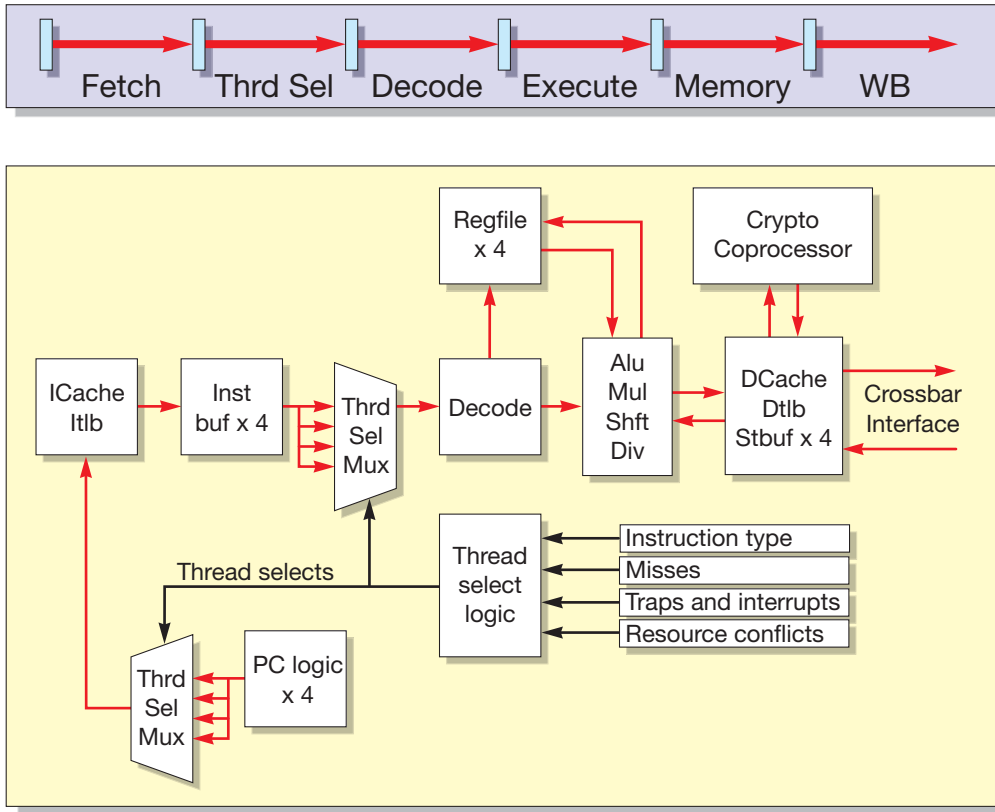 Fetch
Thrd Sel
Decode
Execute
Memory
WB
Regfile
x 4
Crypto
Coprocessor
ICache
Itlb
Inst
buf x 4
Thrd
Sel
Mux
Decode
Alu
Mul
Shft
Div
DCache
Dtlb
Stbuf x 4
Crossbar
Interface
Thread selects
Thread
select
logic
Instruction type
Misses
Traps and interrupts
Resource conflicts
Thrd
Sel
Mux
PC logic
x 4